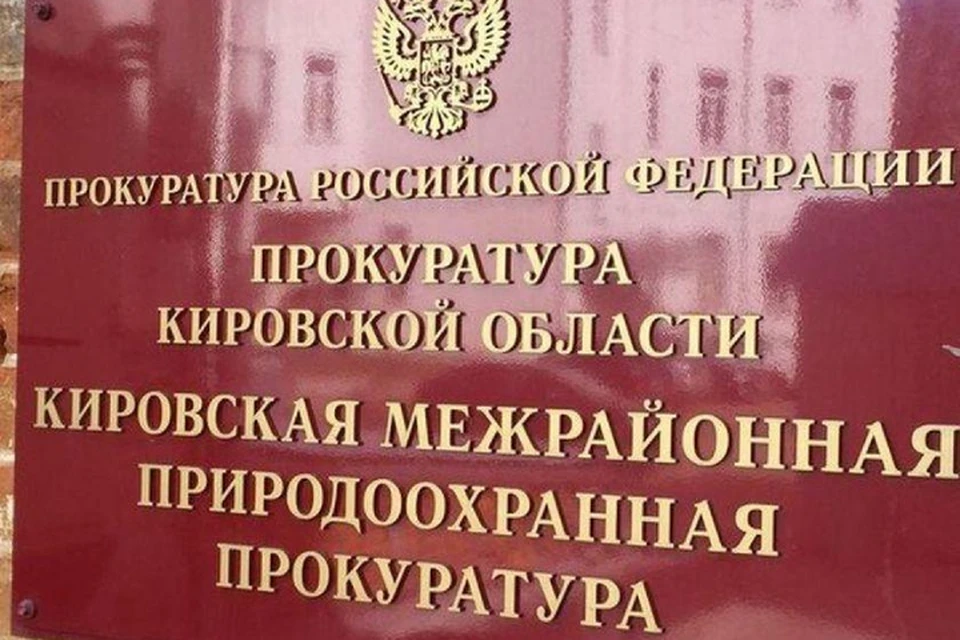 ПРОКУРАТУРА РОССИЙСКОЙ ФЕДЕРАЦИИ
ПРОКУРАТУРА
КИРОВСКОЙ ОБЛАСТИ
КИРОВСКАЯ МЕЖРАЙОННАЯ
ПРИРОДООХРАННАЯ
ПРОКУРАТУРА